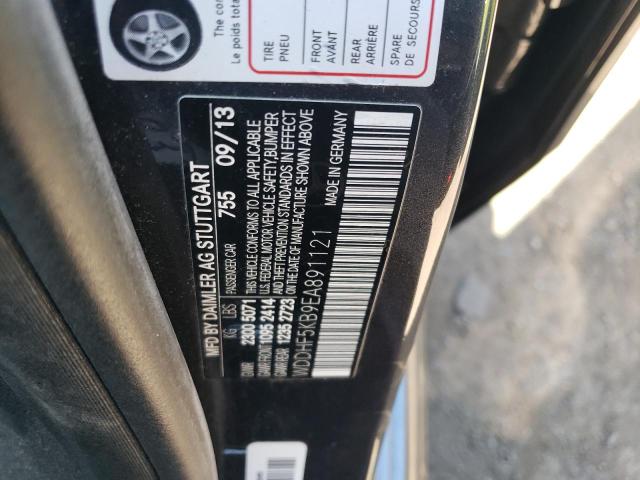 The con
Le poids total
TIRE
PNEU
FRONT
AVANT
REAR
ARRIÈRE
SPARE
DE SECOURS
MFD BY DAIMLER AG STUTTGART
PASSENGER CAR 755 09/13
KG LBS
GVWR 2300 5071
GAWR FRONT 1095 2414
GAWR REAR 1235 2723
THIS VEHICLE CONFORMS TO ALL APPLICABLE
U.S. FEDERAL MOTOR VEHICLE SAFETY, BUMPER
AND THEFT PREVENTION STANDARDS IN EFFECT
ON DATE OF MANUFACTURE SHOWN ABOVE
WDDHF5KB9EA891121
MADE IN GERMANY